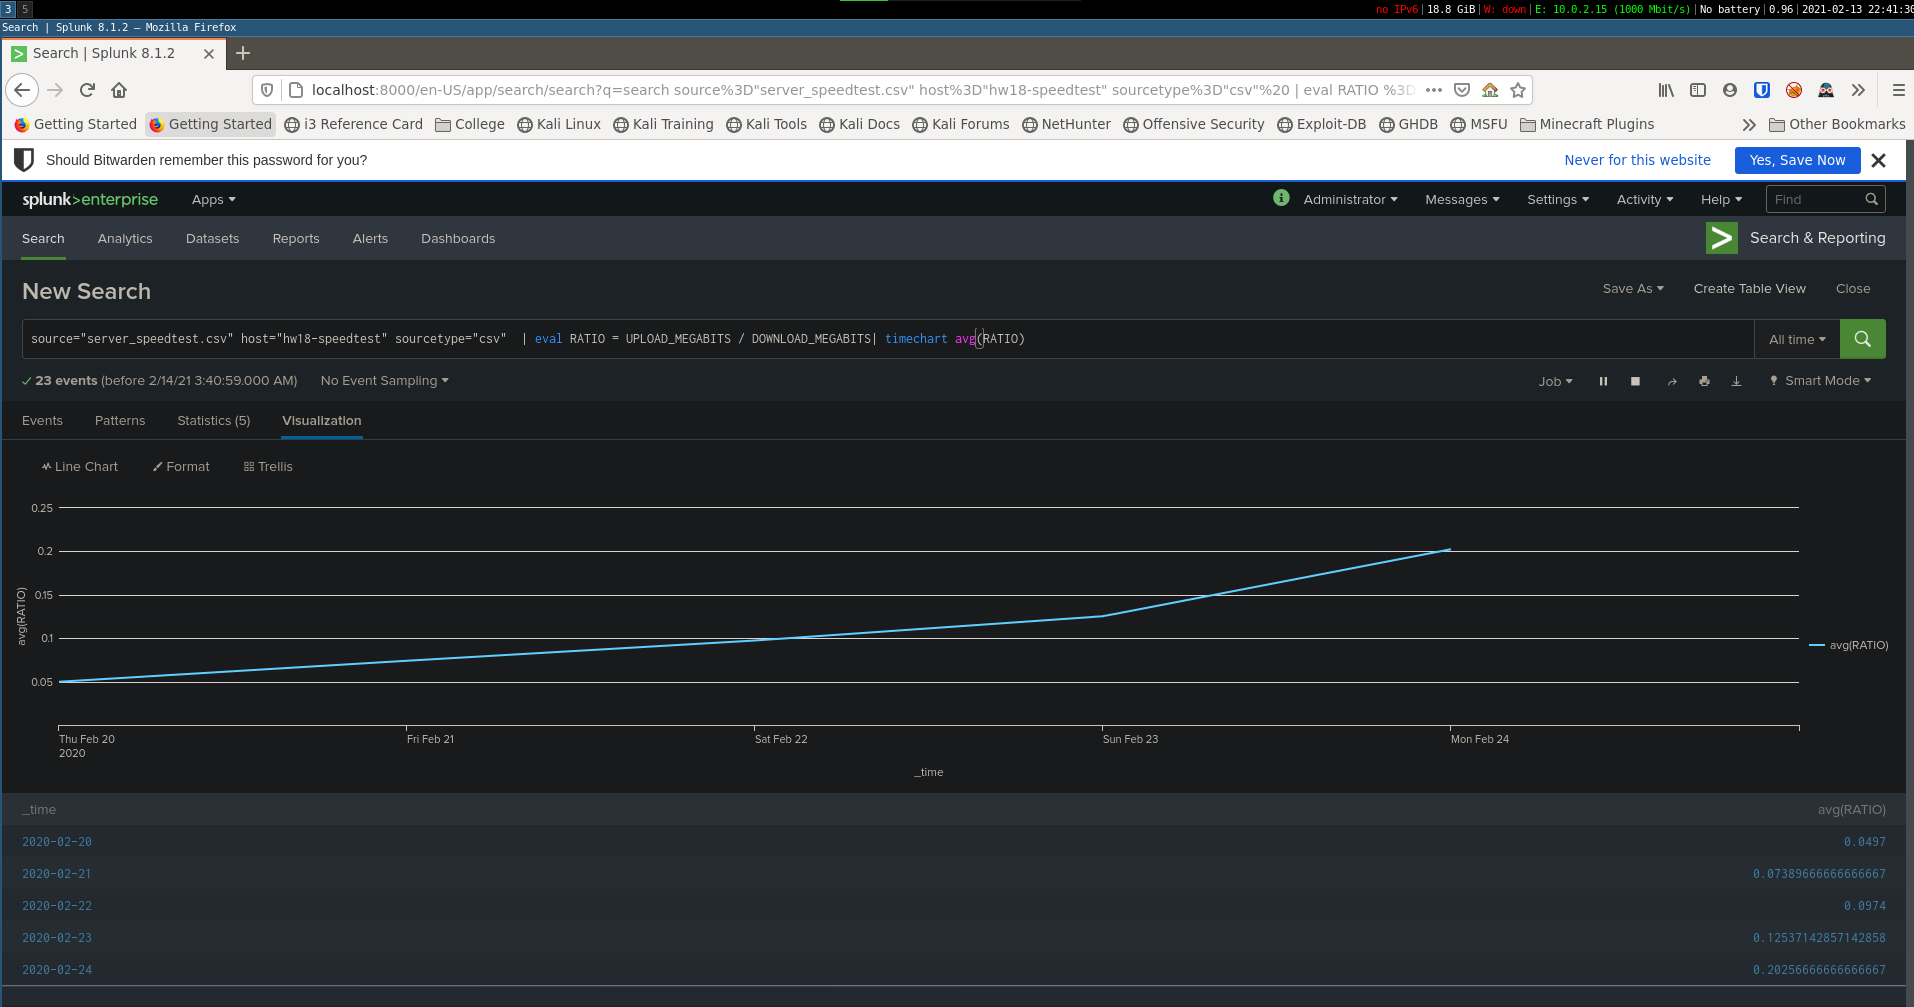 3 5
no IPv6|18.8 GiB|W: down|E: 10.0.2.15 (1000 Mbit/s)|No battery|0.96|2021-02-13 22:41:36
Search | Splunk 8.1.2 — Mozilla Firefox
Search | Splunk 8.1.2
localhost:8000/en-US/app/search/search?q=search source%3D"server_speedtest.csv" host%3D"hw18-speedtest" sourcetype%3D"csv"%20 | eval RATIO %3D
Getting Started Getting Started i3 Reference Card College Kali Linux Kali Training Kali Tools Kali Docs Kali Forums NetHunter Offensive Security Exploit-DB GHDB MSFU Minecraft Plugins Other Bookmarks
Should Bitwarden remember this password for you? Never for this website Yes, Save Now
splunk>enterprise Apps Administrator Messages Settings Activity Help Find
Search Analytics Datasets Reports Alerts Dashboards Search & Reporting
New Search Save As Create Table View Close
source="server_speedtest.csv" host="hw18-speedtest" sourcetype="csv" | eval RATIO = UPLOAD_MEGABITS / DOWNLOAD_MEGABITS| timechart avg(RATIO) All time
23 events (before 2/14/21 3:40:59.000 AM) No Event Sampling Job Smart Mode
Events Patterns Statistics (5) Visualization
Line Chart Format Trellis
0.25
0.2
0.15
0.1
0.05
avg(RATIO)
avg(RATIO)
Thu Feb 20 Fri Feb 21 Sat Feb 22 Sun Feb 23 Mon Feb 24
2020
_time
_time avg(RATIO)
2020-02-20 0.0497
2020-02-21 0.07389666666666667
2020-02-22 0.0974
2020-02-23 0.12537142857142858
2020-02-24 0.20256666666666667